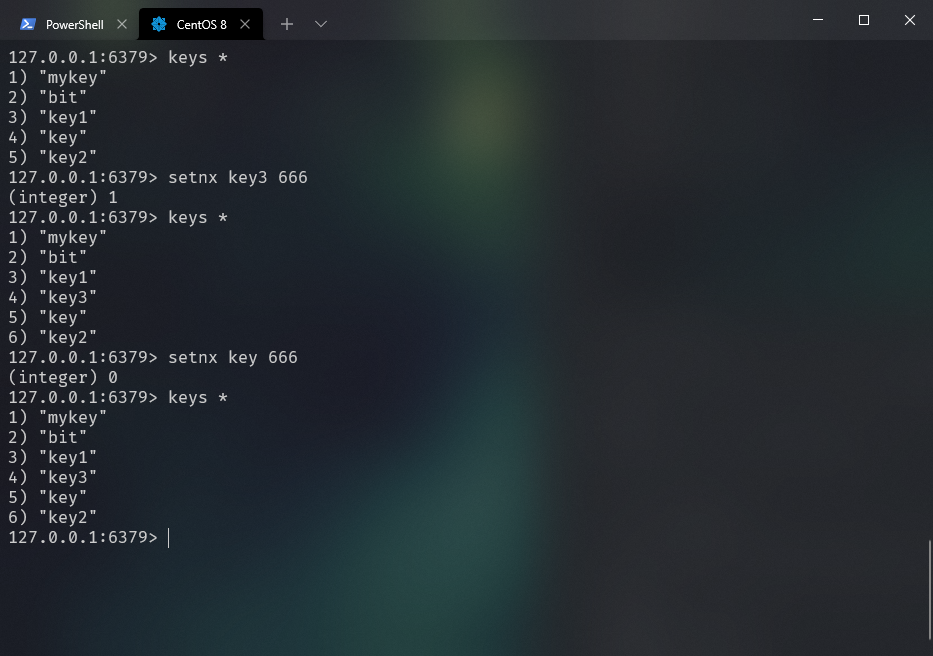 PowerShell
CentOS 8
127.0.0.1:6379> keys *
1) "mykey"
2) "bit"
3) "key1"
4) "key"
5) "key2"
127.0.0.1:6379> setnx key3 666
(integer) 1
127.0.0.1:6379> keys *
1) "mykey"
2) "bit"
3) "key1"
4) "key3"
5) "key"
6) "key2"
127.0.0.1:6379> setnx key 666
(integer) 0
127.0.0.1:6379> keys *
1) "mykey"
2) "bit"
3) "key1"
4) "key3"
5) "key"
6) "key2"
127.0.0.1:6379>